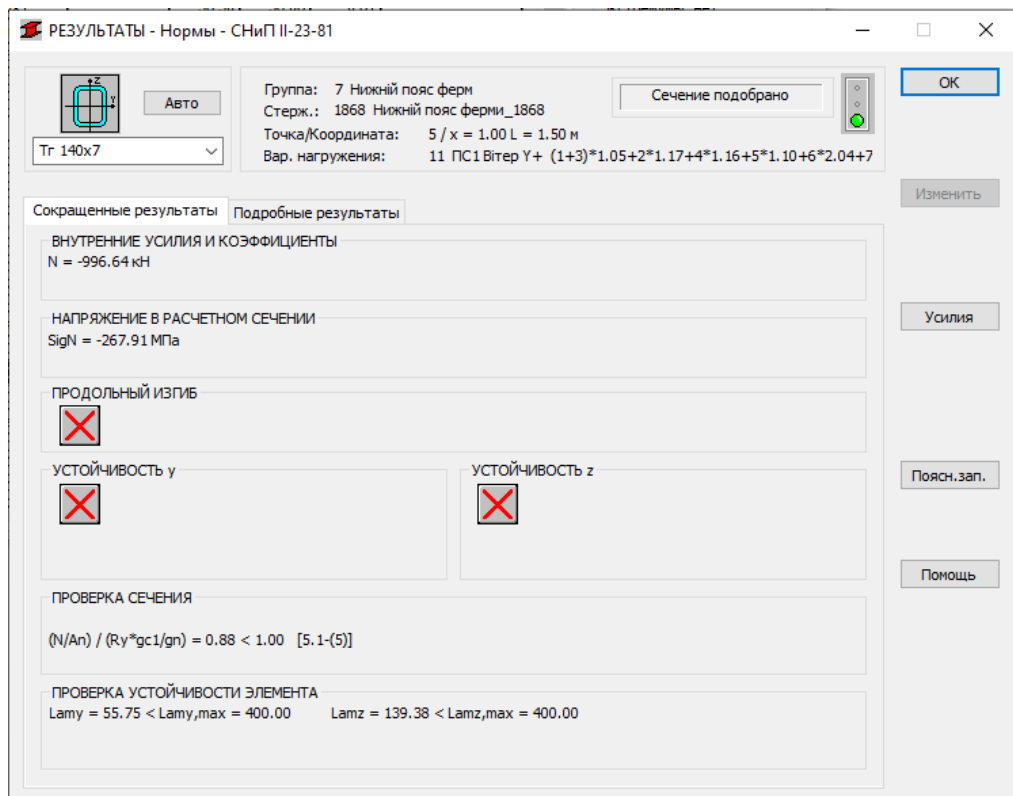 РЕЗУЛЬТАТЫ - Нормы - СНиП II-23-81
Z
Y
Авто
Тг 140x7
Группа: 7 Нижній пояс ферм
Стерж.: 1868 Нижній пояс ферми_1868
Точка/Координата: 5 / x = 1.00 L = 1.50 м
Вар. нагружения: 11 ПС1 Вітер Y+ (1+3)*1.05+2*1.17+4*1.16+5*1.10+6*2.04+7
Сечение подобрано
OK
Изменить
Усилия
Поясн.зап.
Помощь
Сокращенные результаты
Подробные результаты
ВНУТРЕННИЕ УСИЛИЯ И КОЭФФИЦИЕНТЫ
N = -996.64 кН
НАПРЯЖЕНИЕ В РАСЧЕТНОМ СЕЧЕНИИ
SigN = -267.91 МПа
ПРОДОЛЬНЫЙ ИЗГИБ
УСТОЙЧИВОСТЬ y
УСТОЙЧИВОСТЬ z
ПРОВЕРКА СЕЧЕНИЯ
(N/An) / (Ry*gc1/gn) = 0.88 < 1.00 [5.1-(5)]
ПРОВЕРКА УСТОЙЧИВОСТИ ЭЛЕМЕНТА
Lamy = 55.75 < Lamy,max = 400.00 Lamz = 139.38 < Lamz,max = 400.00